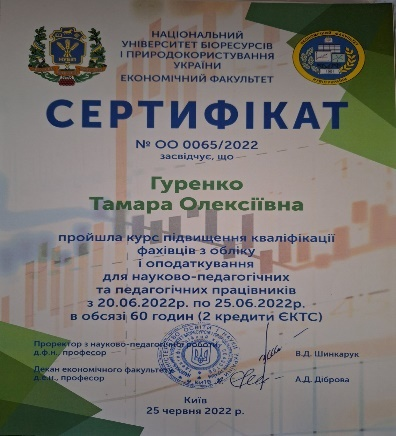 НАЦІОНАЛЬНИЙ
УНІВЕРСИТЕТ БІОРЕСУРСІВ
І ПРИРОДОКОРИСТУВАННЯ
УКРАЇНИ
ЕКОНОМІЧНИЙ ФАКУЛЬТЕТ
СЕРТИФІКАТ
№ ОО 0065/2022
засвідчує, що
Гуренко
Тамара Олексіївна
пройшла курс підвищення кваліфікації
фахівців з обліку
і оподаткування
для науково-педагогічних
та педагогічних працівників
з 20.06.2022р. по 25.06.2022р.
в обсязі 60 годин (2 кредити ЄКТС)
Проректор з науково-педагогічної роботи
д.ф.н., професор
В.Д. Шинкарук
Декан економічного факультету
д.е.н., професор
А.Д. Діброва
Київ
25 червня 2022 р.